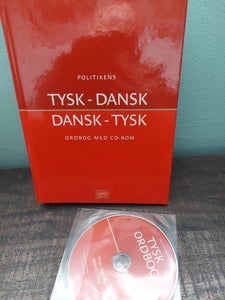 POLITIKENS
TYSK - DANSK
DANSK - TYSK
ORDBOG MED CD-ROM
TYSK
ORDBOG